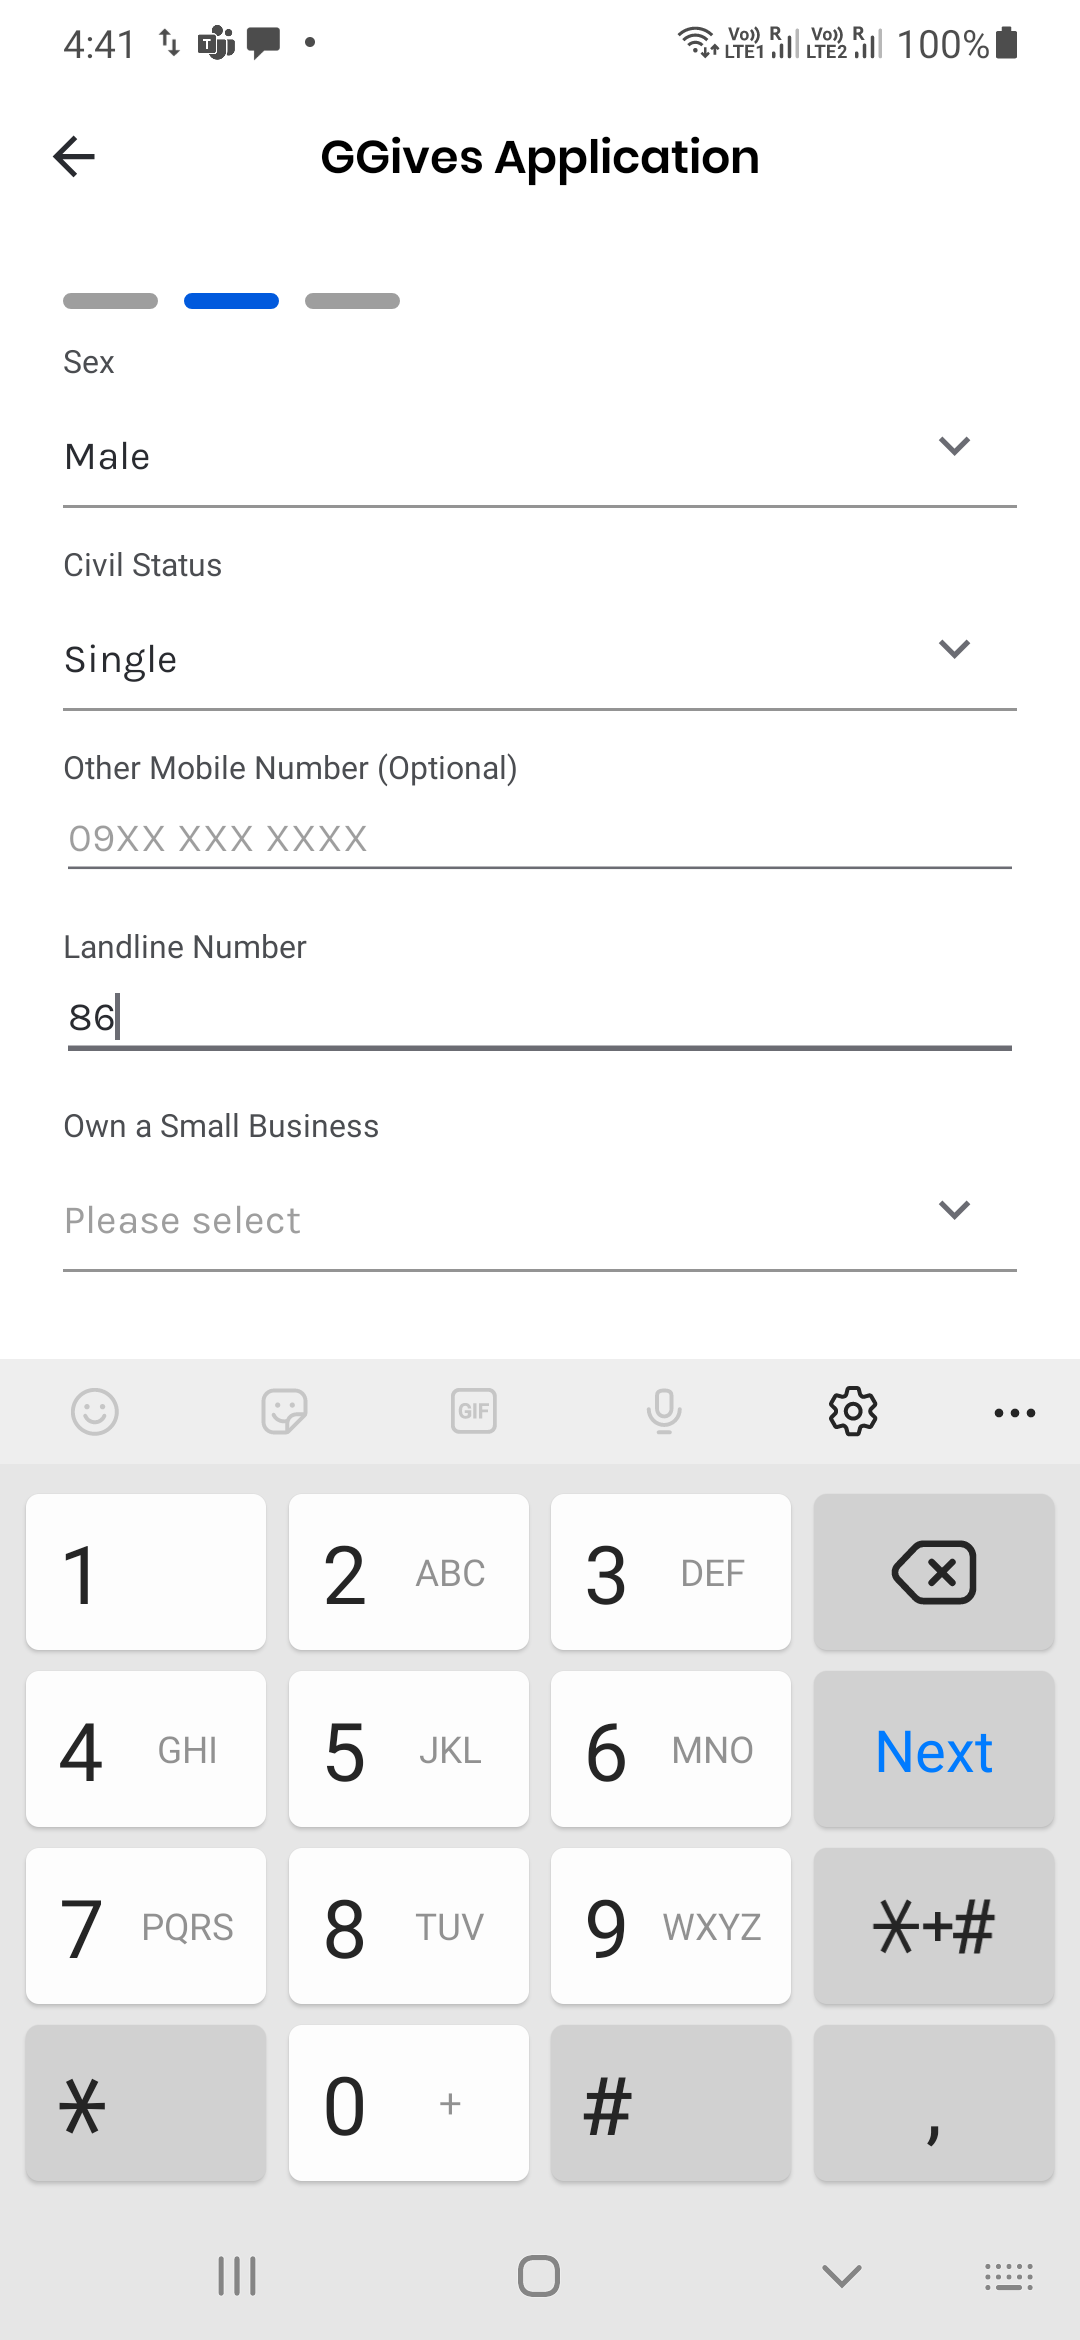 4:41 Vo)) R Vo)) R 100%
LTE1 LTE2
GGives Application
Sex
Male
Civil Status
Single
Other Mobile Number (Optional)
09XX XXX XXXX
Landline Number
86
Own a Small Business
Please select
GIF
1 2 ABC 3 DEF
4 GHI 5 JKL 6 MNO Next
7 PQRS 8 TUV 9 WXYZ *+#
* 0 + # ,